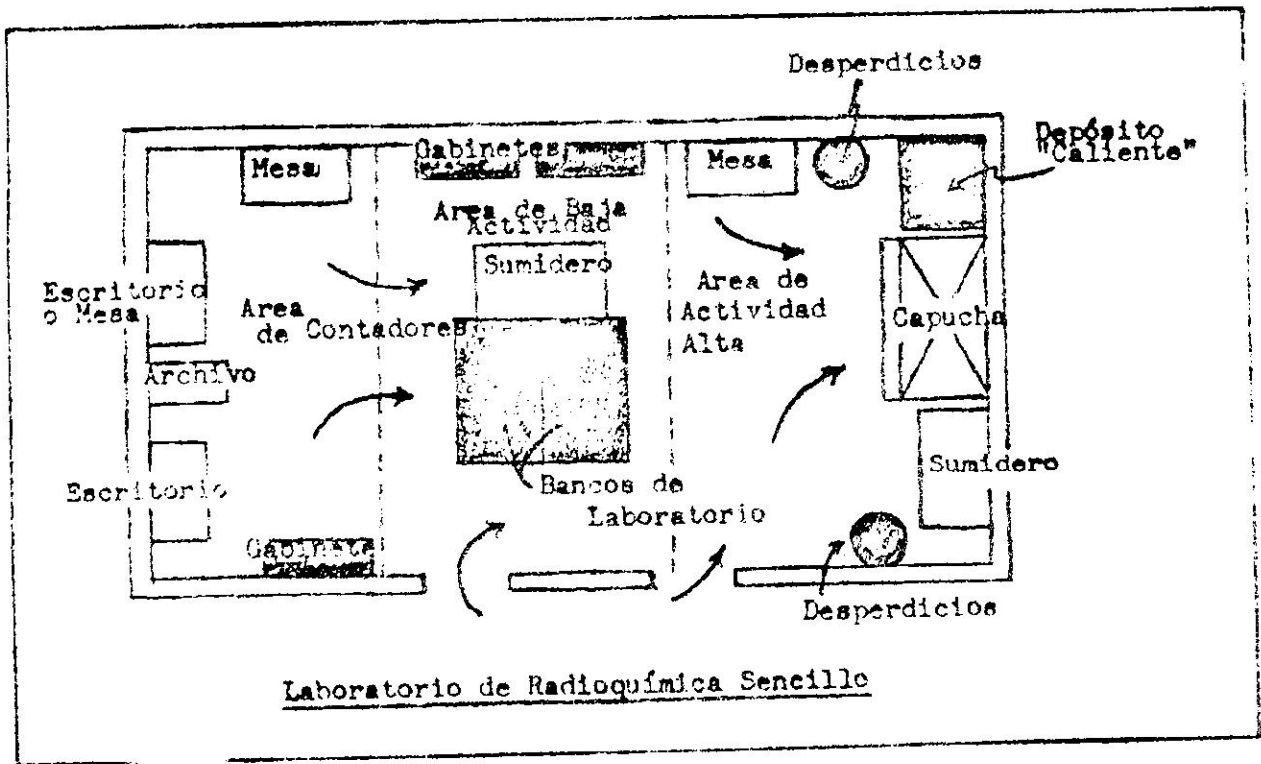 Desperdicios
Depósito
"Caliente"
Gabinetes
Mesa
Mesa
Area de Baja
Actividad
Sumidero
Escritorio
o Mesa
Area
de Contadores
Area de
Actividad
Alta
Capucha
Archivo
Escritorio
Bancos de
Laboratorio
Sumidero
Gabinete
Desperdicios
Laboratorio de Radioquímica Sencillo